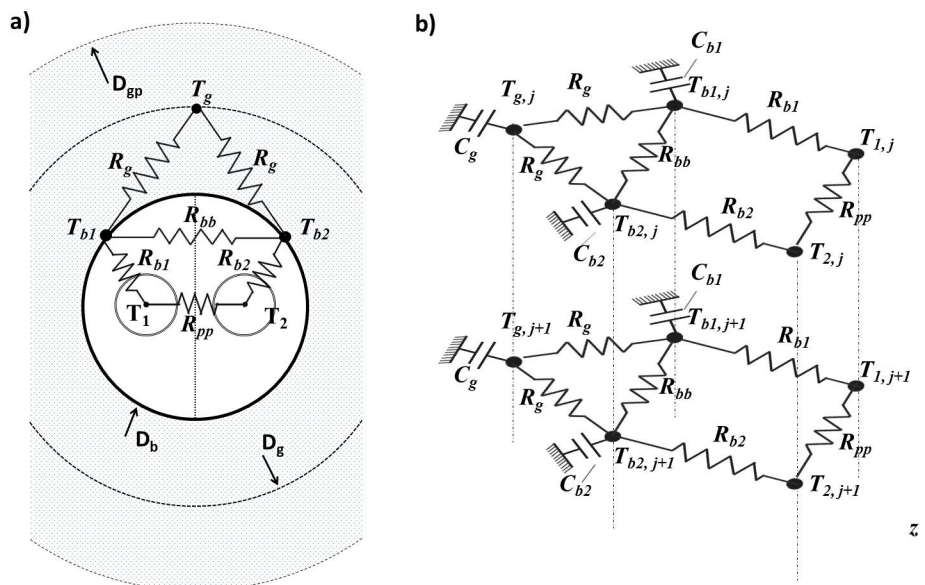 a)
D_gp
T_g
R_g
R_g
T_b1
R_bb
T_b2
R_b1
R_b2
T_1
R_pp
T_2
D_b
D_g
b)
C_b1
T_g,j
R_g
T_b1,j
R_b1
C_g
R_g
R_bb
T_1,j
R_b2
R_pp
C_b2
T_b2,j
T_2,j
C_b1
T_g,j+1
R_g
T_b1,j+1
R_b1
C_g
R_g
R_bb
T_1,j+1
R_b2
R_pp
C_b2
T_b2,j+1
T_2,j+1
z